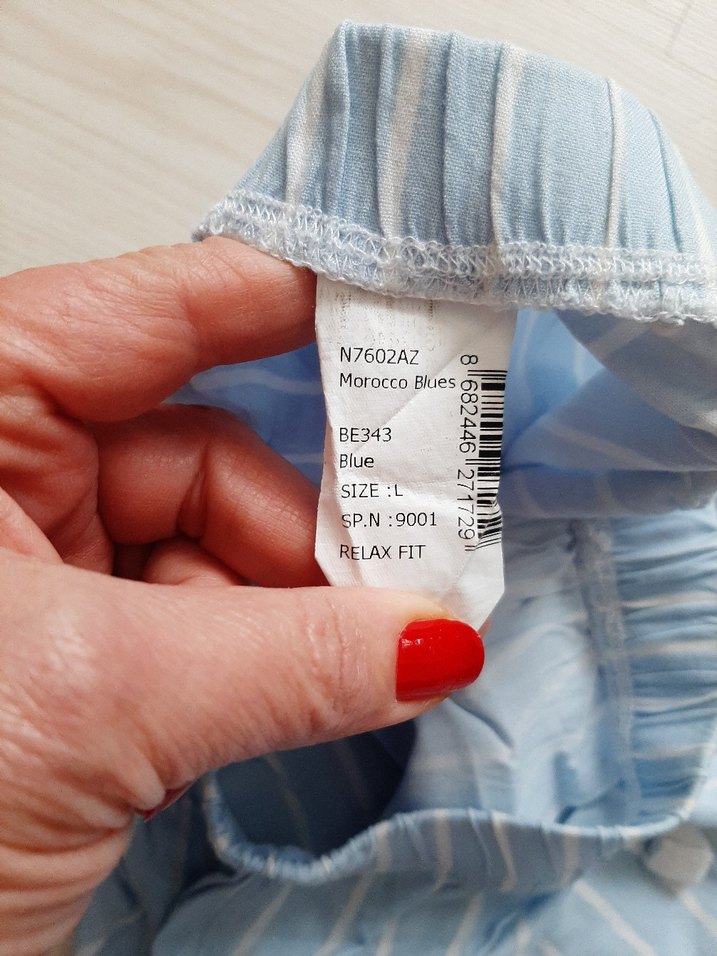 N7602AZ
Morocco Blues
BE343
Blue
SIZE :L
SP.N :9001
RELAX FIT
8 682446 271729